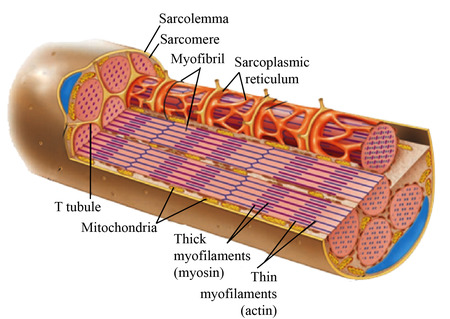 Sarcolemma
Sarcomere
Myofibril
Sarcoplasmic
reticulum
T tubule
Mitochondria
Thick
myofilaments
(myosin)
Thin
myofilaments
(actin)